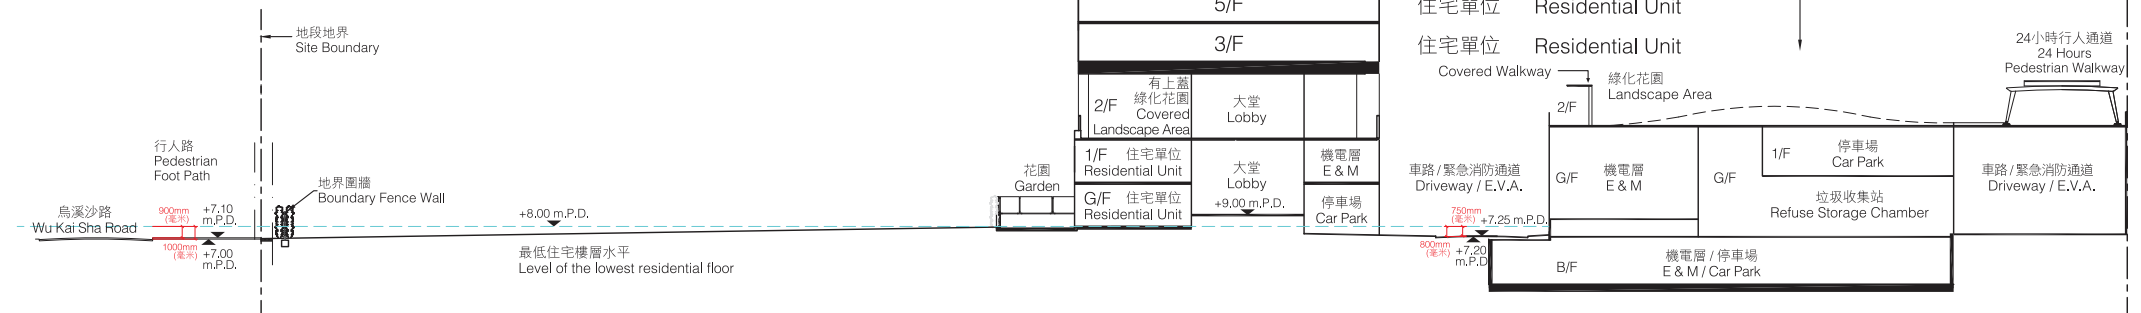 5/F
住宅單位 Residential Unit
3/F
住宅單位 Residential Unit
地段地界
Site Boundary
24小時行人通道
24 Hours
Pedestrian Walkway
Covered Walkway
綠化花園
Landscape Area
2/F
有上蓋
綠化花園
Covered
Landscape Area
大堂
Lobby
2/F
行人路
Pedestrian
Foot Path
地界圍牆
Boundary Fence Wall
花園
Garden
1/F 住宅單位
Residential Unit
大堂
Lobby
機電層
E & M
車路/緊急消防通道
Driveway / E.V.A.
G/F
機電層
E & M
G/F
1/F
停車場
Car Park
車路/緊急消防通道
Driveway / E.V.A.
烏溪沙路
Wu Kai Sha Road
900mm
(毫米)
+7.10
m.P.D.
1000mm
(毫米)
+7.00
m.P.D.
+8.00 m.P.D.
G/F 住宅單位
Residential Unit
+9.00 m.P.D.
停車場
Car Park
750mm
(毫米)
+7.25 m.P.D.
800mm
(毫米)
+7.20
m.P.D
垃圾收集站
Refuse Storage Chamber
最低住宅樓層水平
Level of the lowest residential floor
B/F
機電層/停車場
E & M / Car Park